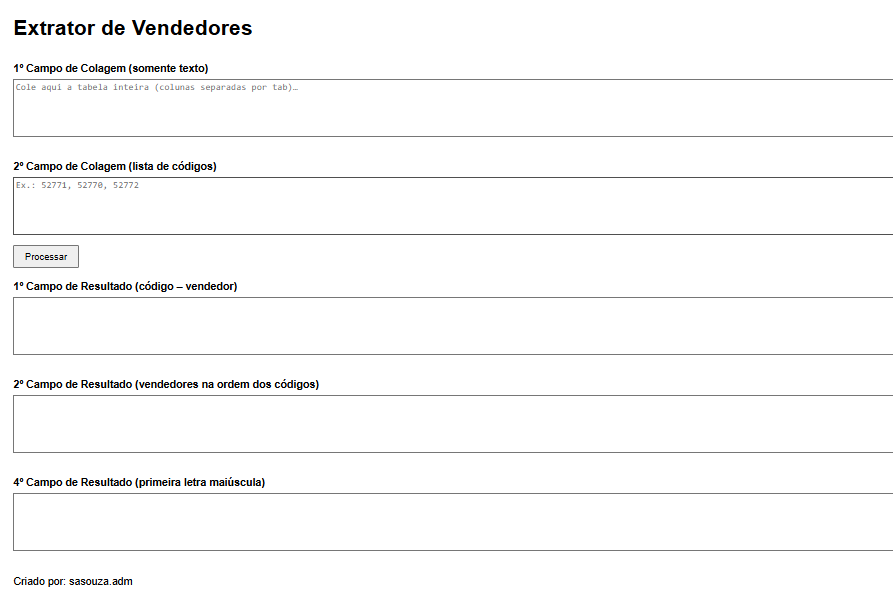 Extrator de Vendedores
1º Campo de Colagem (somente texto)
Cole aqui a tabela inteira (colunas separadas por tab)…
2º Campo de Colagem (lista de códigos)
Ex.: 52771, 52770, 52772
Processar
1º Campo de Resultado (código – vendedor)
2º Campo de Resultado (vendedores na ordem dos códigos)
4º Campo de Resultado (primeira letra maiúscula)
Criado por: sasouza.adm